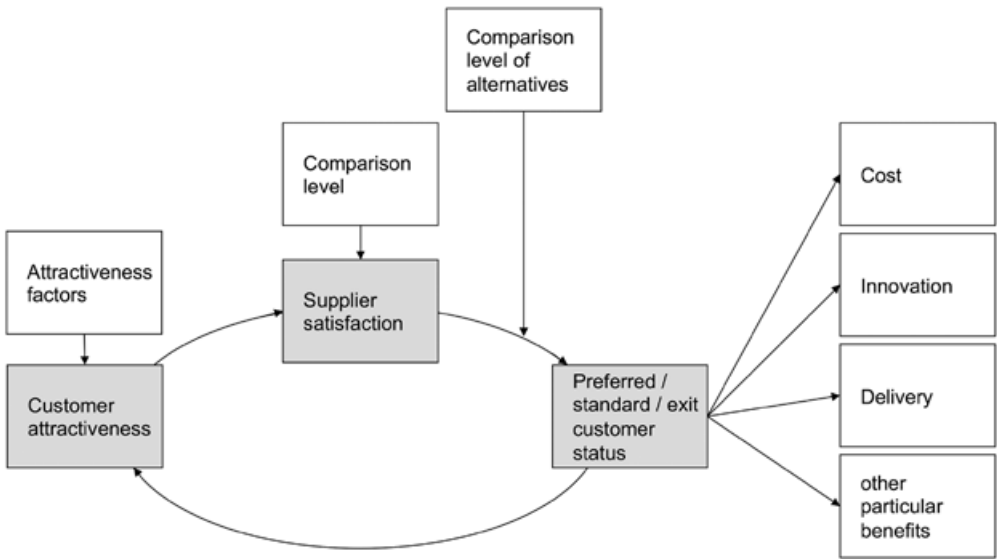 Comparison
level of
alternatives
Comparison
level
Attractiveness
factors
Supplier
satisfaction
Customer
attractiveness
Preferred /
standard / exit
customer
status
Cost
Innovation
Delivery
other
particular
benefits